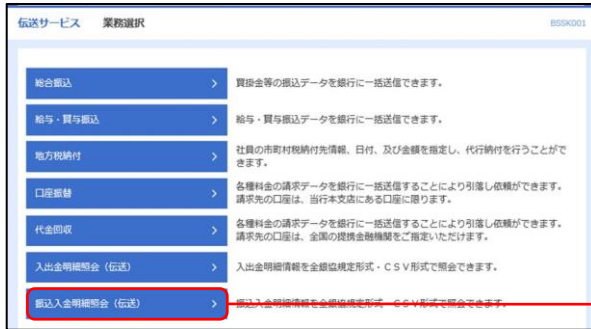 伝送サービス 業務選択 BSSK001
総合振込 買掛金等の振込データを銀行に一括送信できます。
給与・賞与振込 給与・賞与振込データを銀行に一括送信できます。
地方税納付 社員の市町村税納付先情報、日付、及び金額を指定し、代行納付を行うことがで
きます。
口座振替 各種料金の請求データを銀行に一括送信することにより引落し依頼ができます。
請求先の口座は、当行本支店にある口座に限ります。
代金回収 各種料金の請求データを銀行に一括送信することにより引落し依頼ができます。
請求先の口座は、全国の提携金融機関をご指定いただけます。
入出金明細照会（伝送） 入出金明細情報を全銀協規定形式・ＣＳＶ形式で照会できます。
振込入金明細照会（伝送） 振込入金明細情報を全銀協規定形式・ＣＳＶ形式で照会できます。